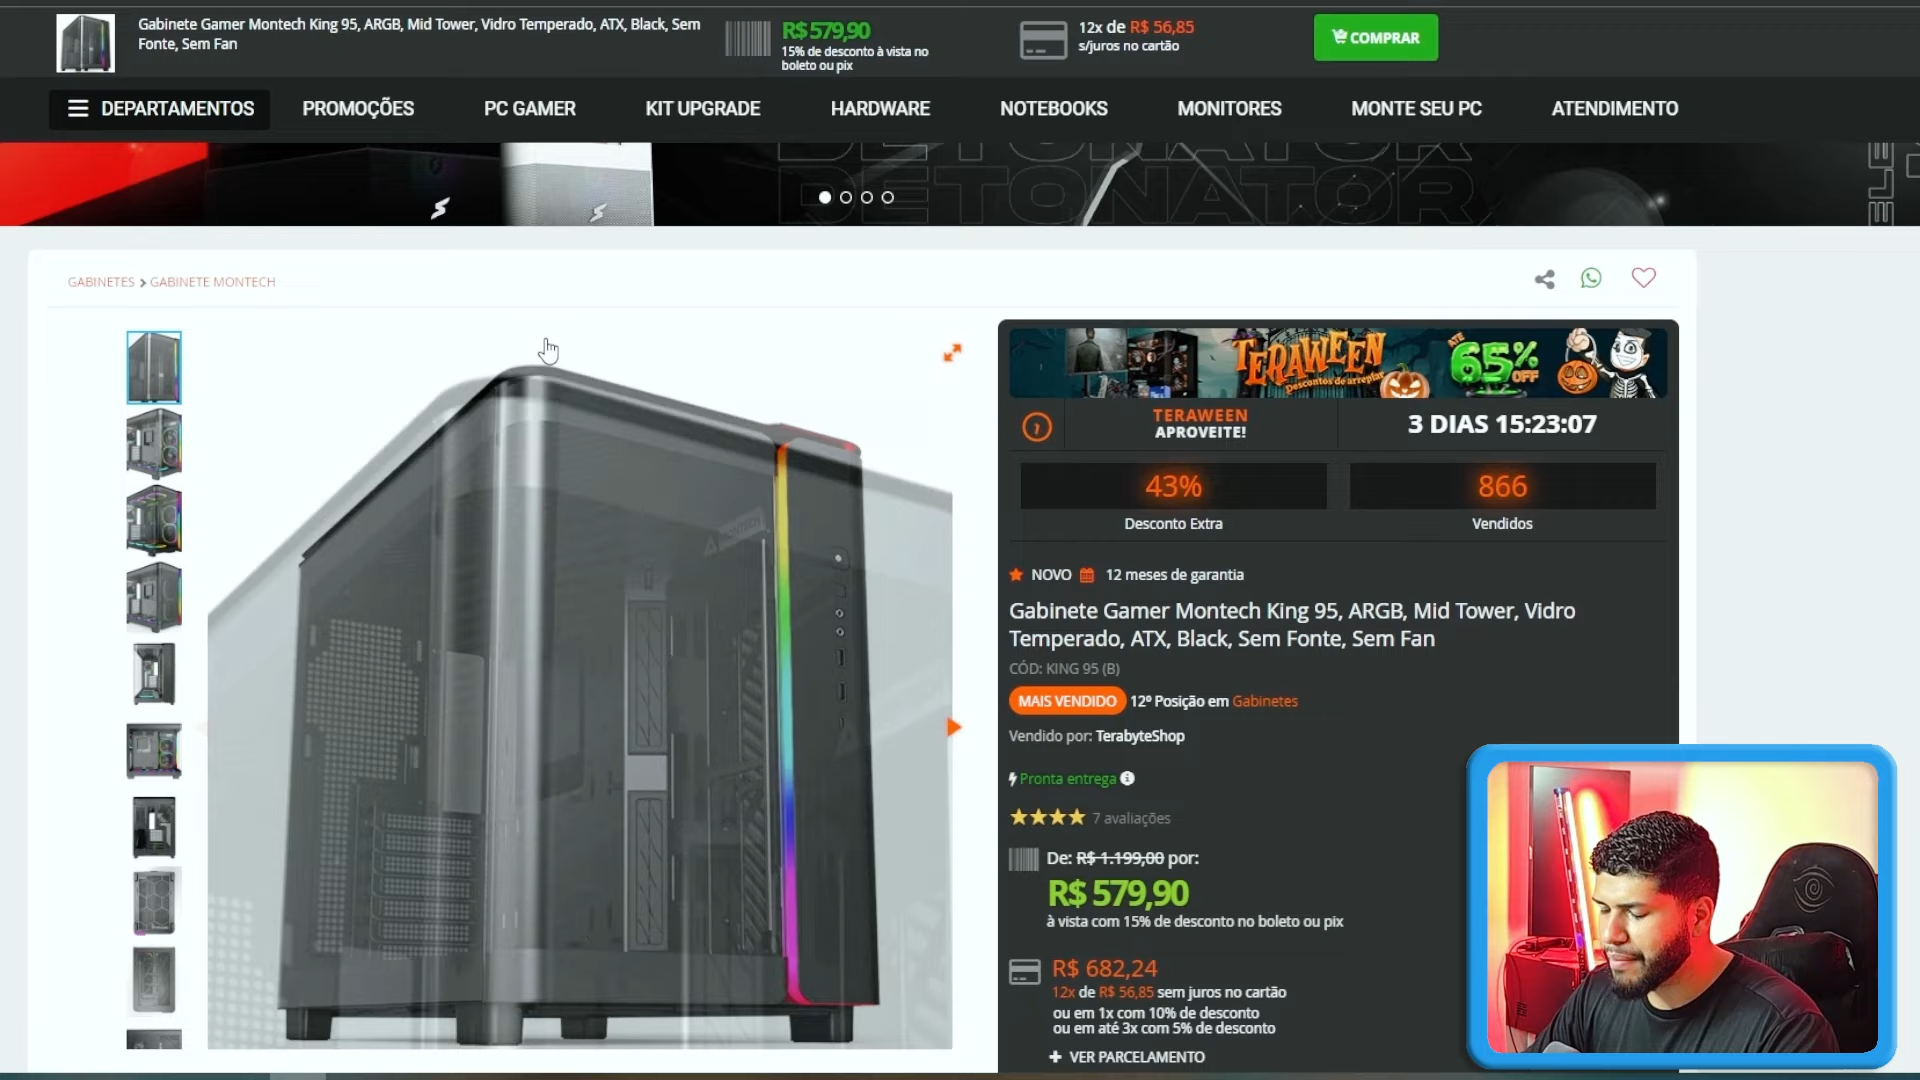 Gabinete Gamer Montech King 95, ARGB, Mid Tower, Vidro Temperado, ATX, Black, Sem
Fonte, Sem Fan
R$ 579,90
15% de desconto à vista no
boleto ou pix
12x de R$ 56,85
s/juros no cartão
COMPRAR
DEPARTAMENTOS
PROMOÇÕES
PC GAMER
KIT UPGRADE
HARDWARE
NOTEBOOKS
MONITORES
MONTE SEU PC
ATENDIMENTO
DETONATOR
DETONATOR
GABINETES > GABINETE MONTECH
MONTECH
TERAWEEN
Descontos de arrepiar
ATÉ
65% OFF
TERAWEEN
APROVEITE!
3 DIAS 15:23:07
43%
Desconto Extra
866
Vendidos
NOVO 12 meses de garantia
Gabinete Gamer Montech King 95, ARGB, Mid Tower, Vidro
Temperado, ATX, Black, Sem Fonte, Sem Fan
CÓD: KING 95 (B)
MAIS VENDIDO 12º Posição em Gabinetes
Vendido por: TerabyteShop
Pronta entrega
7 avaliações
De: R$ 1.199,00 por:
R$ 579,90
à vista com 15% de desconto no boleto ou pix
R$ 682,24
12x de R$ 56,85 sem juros no cartão
ou em 1x com 10% de desconto
ou em até 3x com 5% de desconto
+ VER PARCELAMENTO